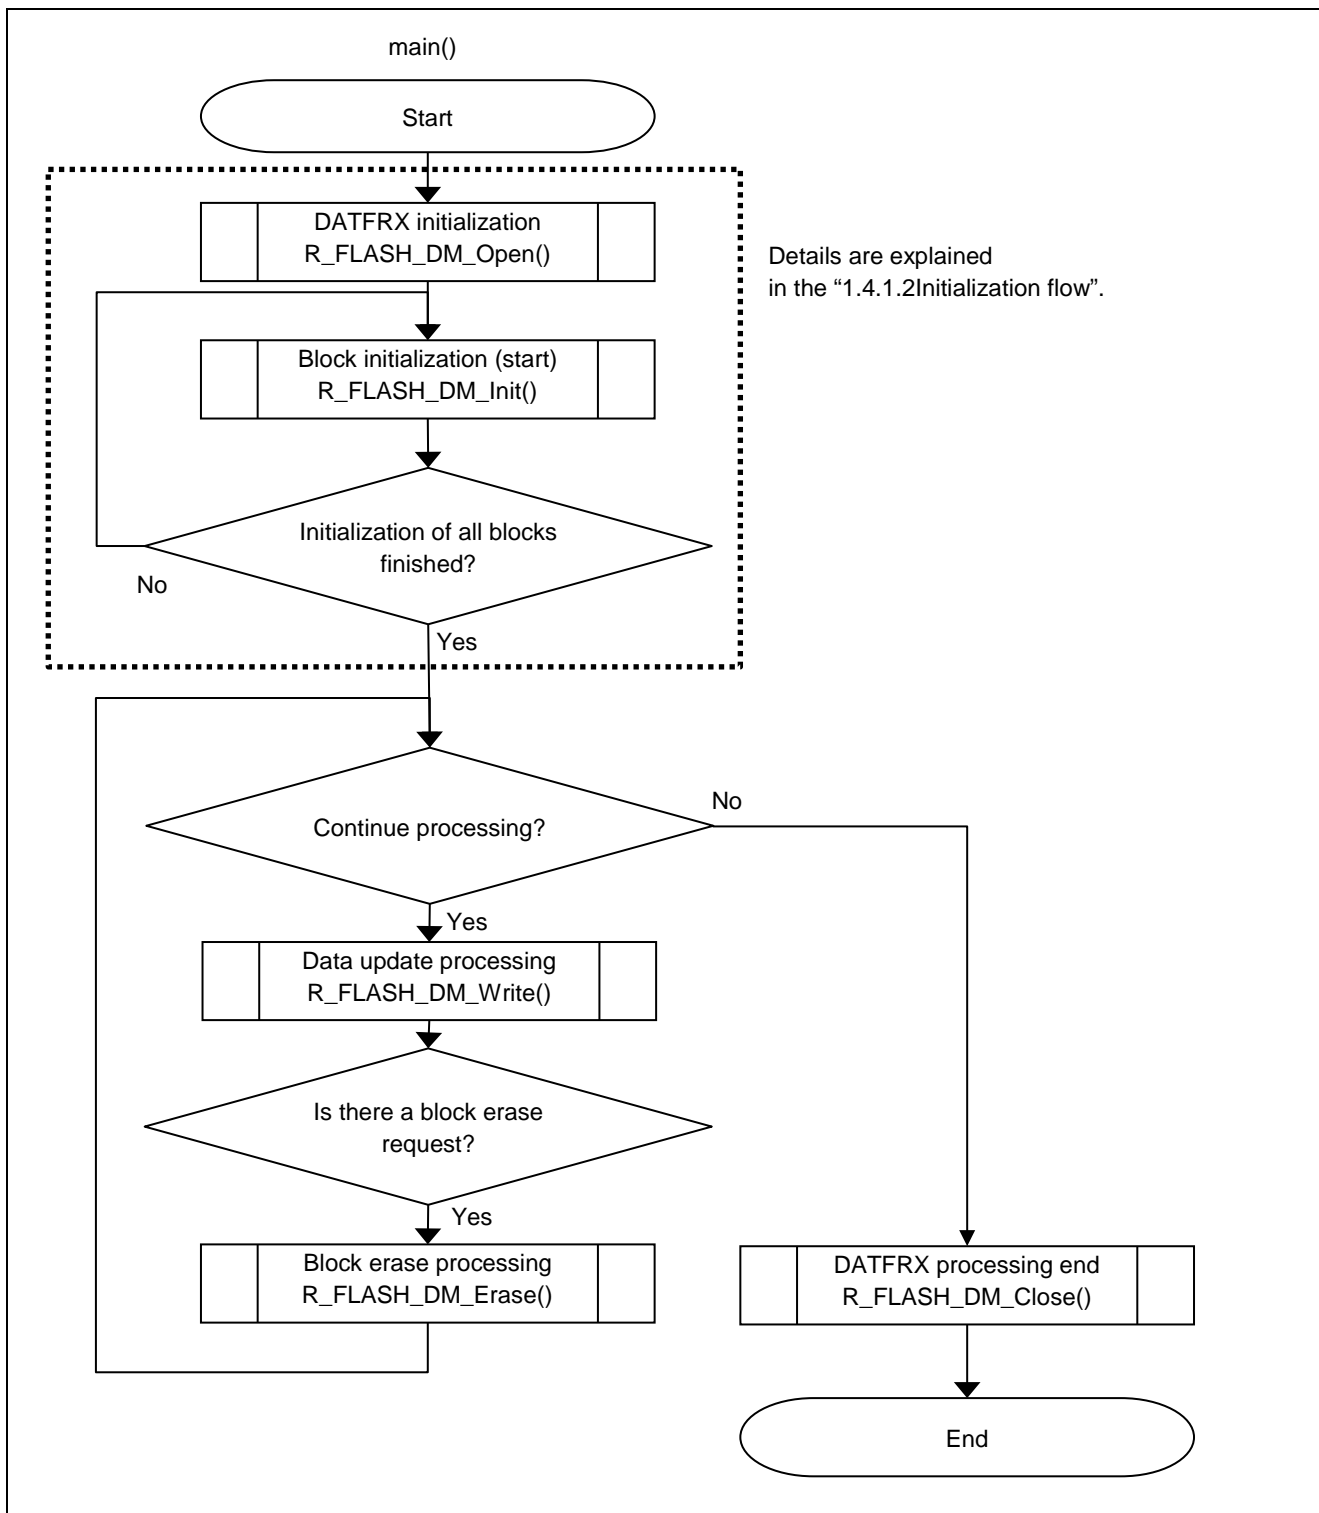 main()
Start
DATFRX initialization
R_FLASH_DM_Open()
Details are explained
in the “1.4.1.2Initialization flow”.
Block initialization (start)
R_FLASH_DM_Init()
Initialization of all blocks
finished?
No
Yes
No
Continue processing?
Yes
Data update processing
R_FLASH_DM_Write()
Is there a block erase
request?
Yes
Block erase processing
R_FLASH_DM_Erase()
DATFRX processing end
R_FLASH_DM_Close()
End